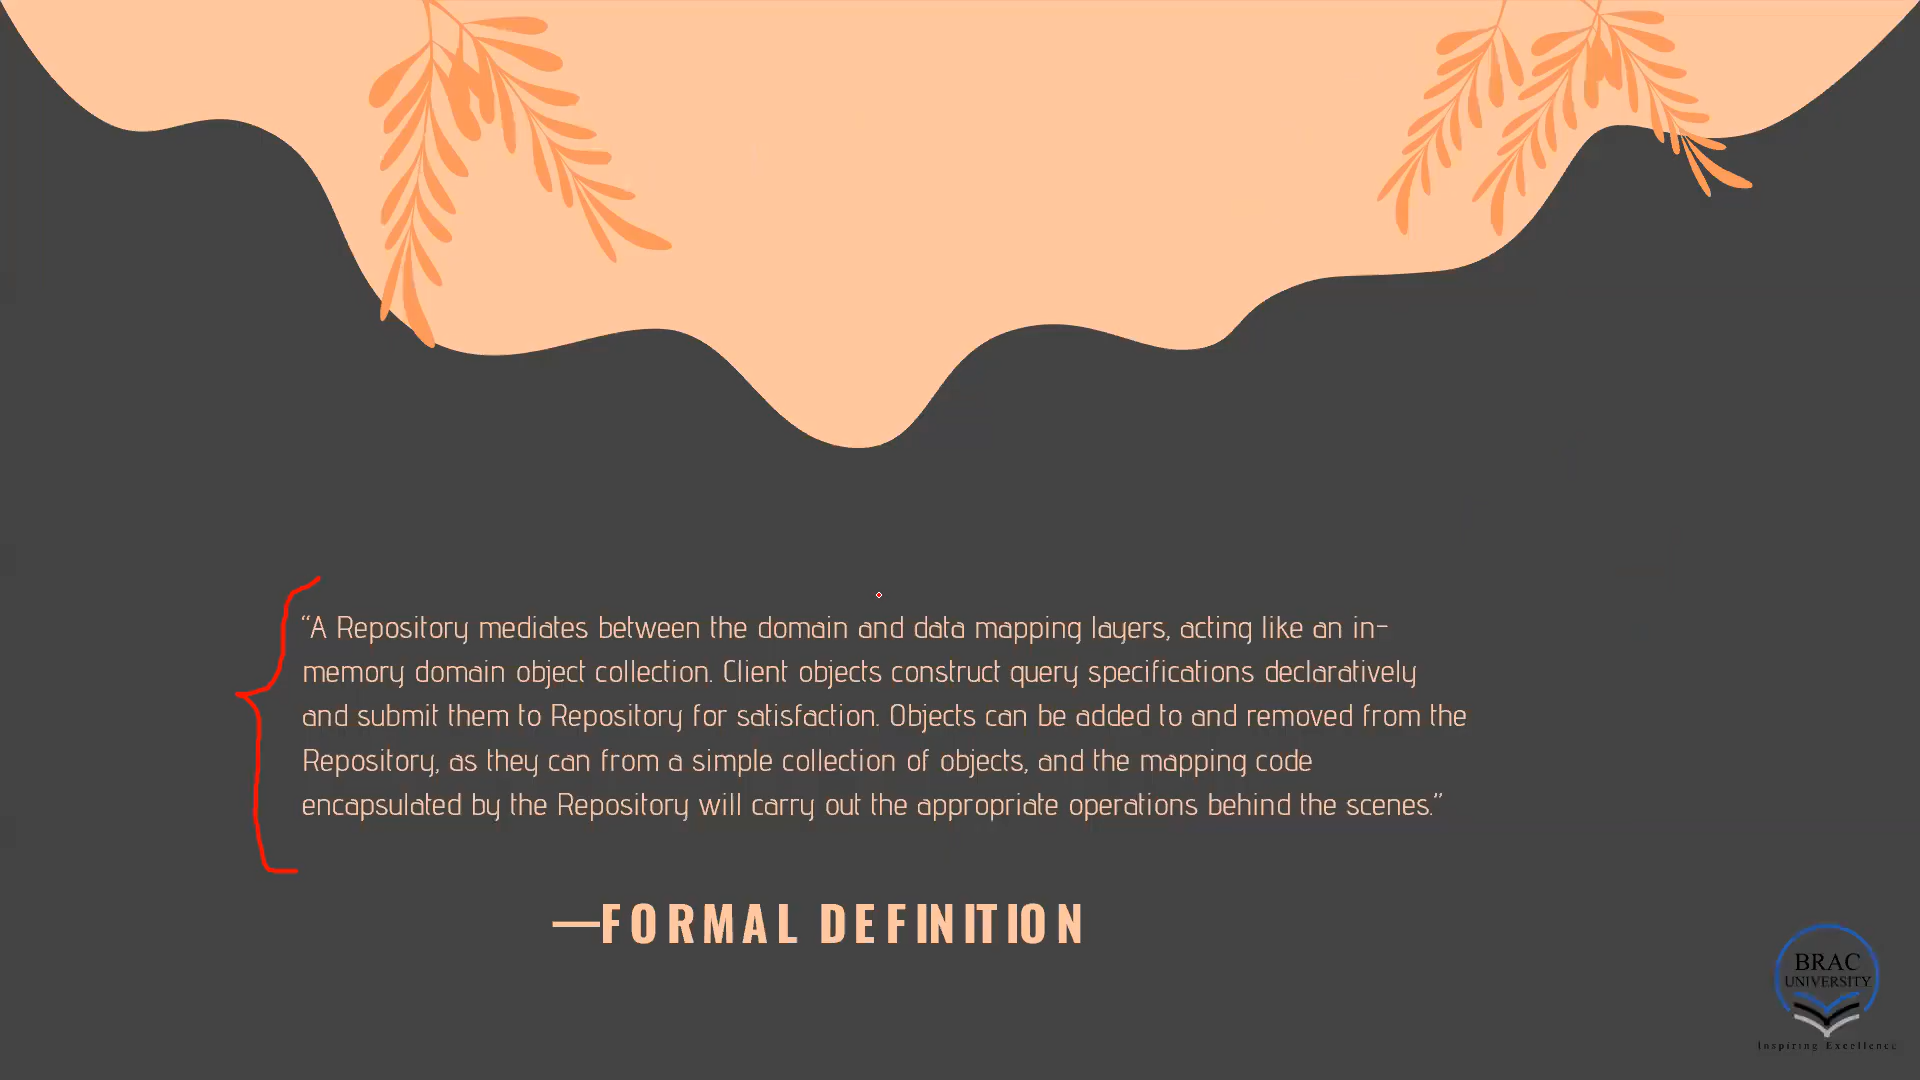 “A Repository mediates between the domain and data mapping layers, acting like an in-
memory domain object collection. Client objects construct query specifications declaratively
and submit them to Repository for satisfaction. Objects can be added to and removed from the
Repository, as they can from a simple collection of objects, and the mapping code
encapsulated by the Repository will carry out the appropriate operations behind the scenes.”
—FORMAL DEFINITION
BRAC
UNIVERSITY
Inspiring Excellence